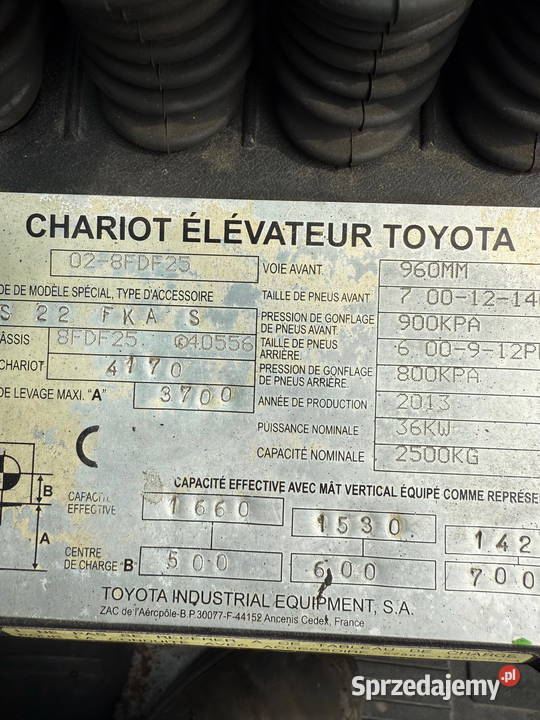 CHARIOT ÉLÉVATEUR TOYOTA
02-8FDF25
VOIE AVANT 960MM
DE DE MODÈLE SPÉCIAL, TYPE D'ACCESSOIRE
TAILLE DE PNEUS AVANT 7.00-12-14
S 22 FKA S
PRESSION DE GONFLAGE DE PNEUS AVANT 900KPA
CHÂSSIS 8FDF25 40556
TAILLE DE PNEUS ARRIÈRE. 6.00-9-12P
CHARIOT 4170
PRESSION DE GONFLAGE DE PNEUS ARRIÈRE. 800KPA
DE LEVAGE MAXI. "A" 3700
ANNÉE DE PRODUCTION 2013
PUISSANCE NOMINALE 36KW
CAPACITÉ NOMINALE 2500KG
CAPACITÉ EFFECTIVE AVEC MÂT VERTICAL ÉQUIPÉ COMME REPRÉSE
B
CAPACITÉ EFFECTIVE 1660 1530 142
A
CENTRE DE CHARGE "B" 500 600 700
TOYOTA INDUSTRIAL EQUIPMENT, S.A.
ZAC de l'Aéropôle-B.P.30077-F-44152 Ancenis Cedex, France
Sprzedajemy.pl